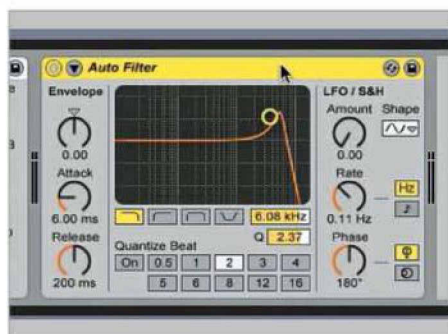 Auto Filter
Envelope
0.00
Attack
6.00 ms
Release
200 ms
6.08 kHz
Q 2.37
Quantize Beat
On 0.5 1 2 3 4
5 6 8 12 16
LFO / S&H
Amount Shape
0.00
Rate
0.11 Hz
Hz
Phase
180°